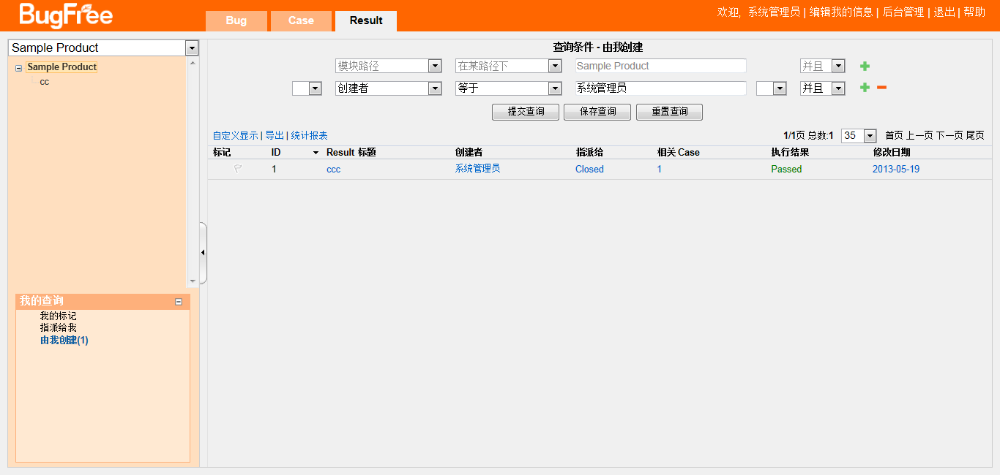 BugFree
Bug Case Result
欢迎, 系统管理员 | 编辑我的信息 | 后台管理 | 退出 | 帮助
Sample Product
Sample Product
cc
我的查询
我的标记
指派给我
由我创建(1)
查询条件 - 由我创建
模块路径 在某路径下 Sample Product 并且
创建者 等于 系统管理员 并且
提交查询 保存查询 重置查询
自定义显示 | 导出 | 统计报表 1/1页 总数:1 35 首页 上一页 下一页 尾页
标记 ID Result 标题 创建者 指派给 相关 Case 执行结果 修改日期
1 ccc 系统管理员 Closed 1 Passed 2013-05-19